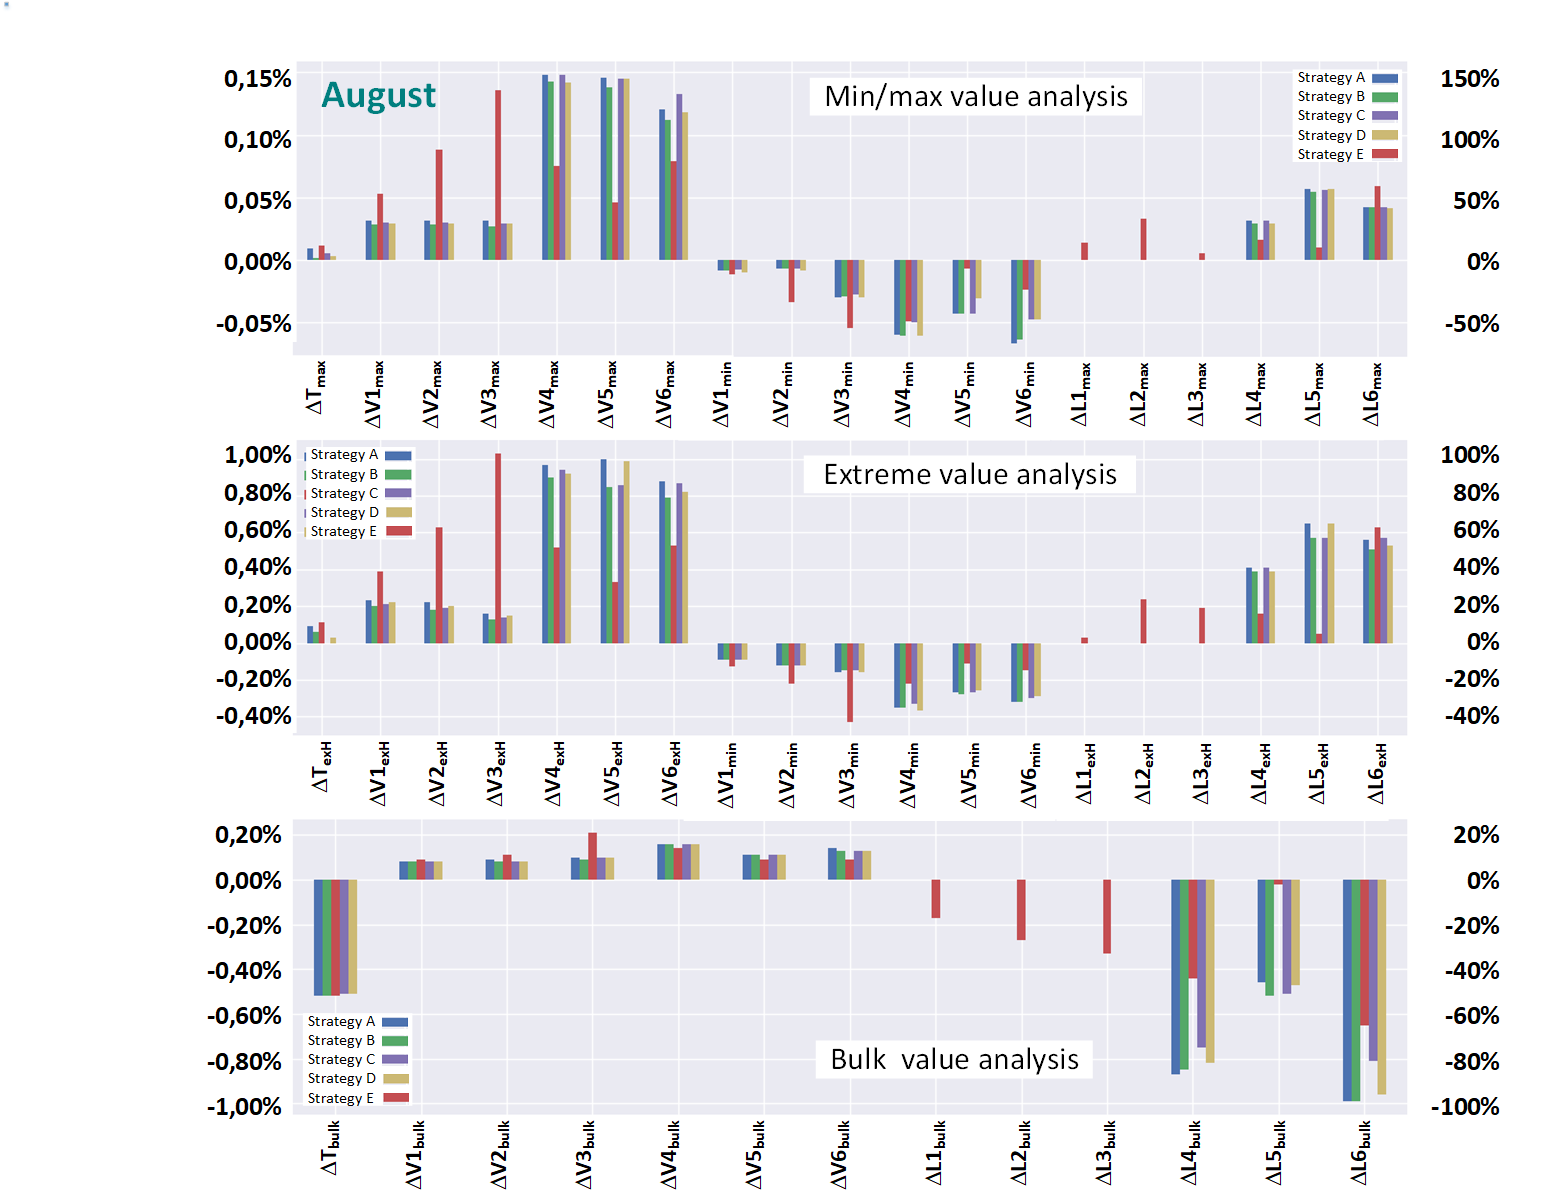 August
Min/max value analysis
Strategy A
Strategy B
Strategy C
Strategy D
Strategy E
0,15%
0,10%
0,05%
0,00%
-0,05%
150%
100%
50%
0%
-50%
ΔTmax ΔV1max ΔV2max ΔV3max ΔV4max ΔV5max ΔV6max ΔV1min ΔV2min ΔV3min ΔV4min ΔV5min ΔV6min ΔL1max ΔL2max ΔL3max ΔL4max ΔL5max ΔL6max
Extreme value analysis
Strategy A
Strategy B
Strategy C
Strategy D
Strategy E
1,00%
0,80%
0,60%
0,40%
0,20%
0,00%
-0,20%
-0,40%
100%
80%
60%
40%
20%
0%
-20%
-40%
ΔTexH ΔV1exH ΔV2exH ΔV3exH ΔV4exH ΔV5exH ΔV6exH ΔV1min ΔV2min ΔV3min ΔV4min ΔV5min ΔV6min ΔL1exH ΔL2exH ΔL3exH ΔL4exH ΔL5exH ΔL6exH
0,20%
0,00%
-0,20%
-0,40%
-0,60%
-0,80%
-1,00%
20%
0%
-20%
-40%
-60%
-80%
-100%
Strategy A
Strategy B
Strategy C
Strategy D
Strategy E
Bulk value analysis
ΔTbulk ΔV1bulk ΔV2bulk ΔV3bulk ΔV4bulk ΔV5bulk ΔV6bulk ΔL1bulk ΔL2bulk ΔL3bulk ΔL4bulk ΔL5bulk ΔL6bulk